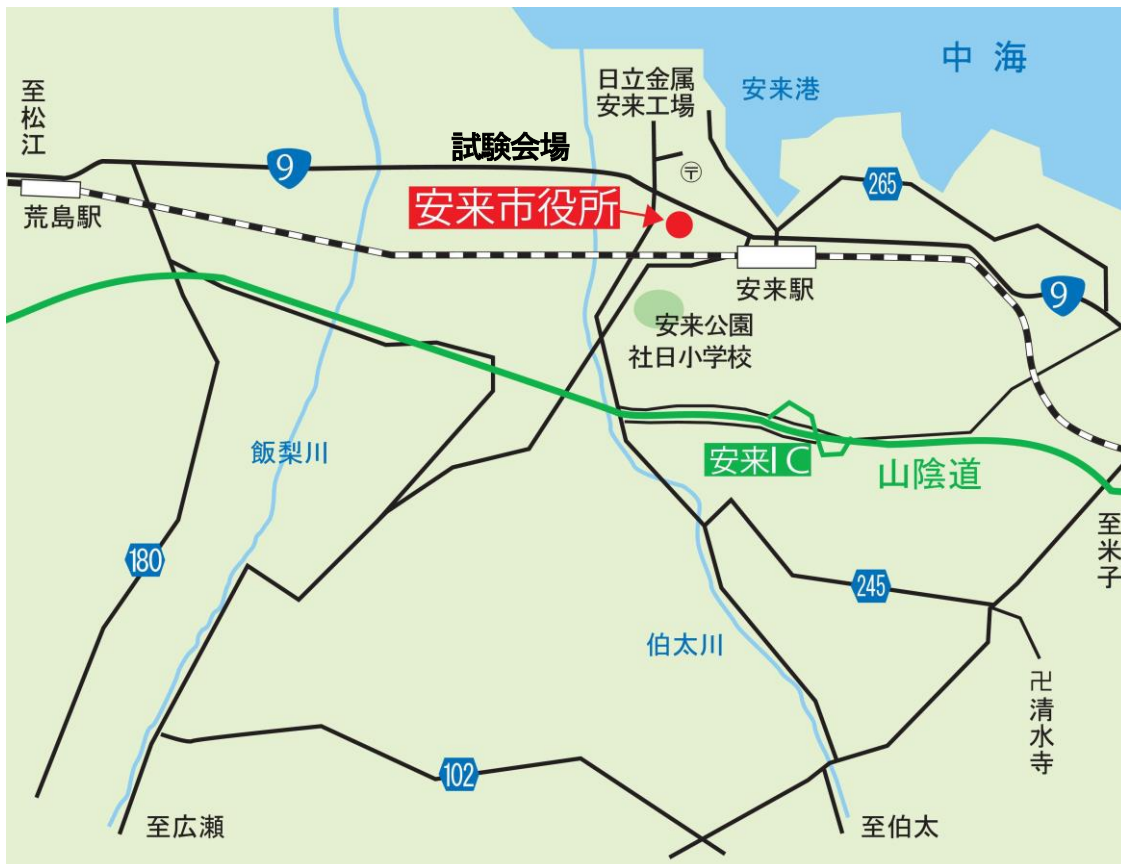 中海
日立金属
安来工場
安来港
至松江
試験会場
9
〒
265
安来市役所
荒島駅
安来駅
9
安来公園
社日小学校
飯梨川
安来IC
山陰道
至米子
180
245
伯太川
卍清水寺
102
至広瀬
至伯太